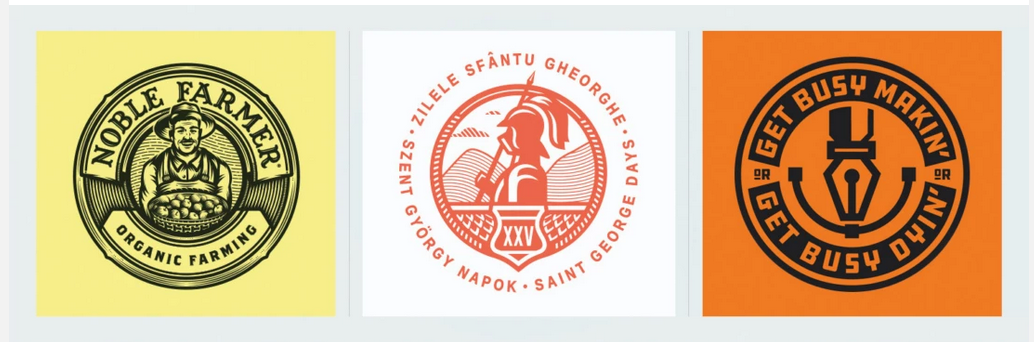 NOBLE FARMER
ORGANIC FARMING
ZILELE SFÂNTU GHEORGHE · SAINT GEORGE DAYS · SZENT GYÖRGY NAPOK ·
XXV
GET BUSY MAKIN'
OR OR
GET BUSY DYIN'